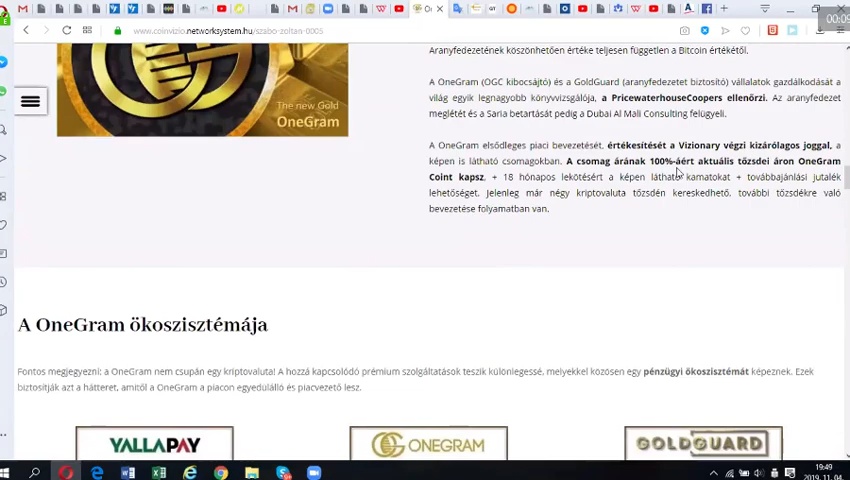 00:09
www.coinvizio.networksystem.hu/szabo-zoltan-0005
Aranyfedezetének köszönhetően értéke teljesen független a Bitcoin értékétől.
A OneGram (OGC kibocsájtó) és a GoldGuard (aranyfedezetet biztosító) vállalatok gazdálkodását a
világ egyik legnagyobb könyvvizsgálója, a PricewaterhouseCoopers ellenőrzi. Az aranyfedezet
meglétét és a Saria betartását pedig a Dubai Al Mali Consulting felügyeli.
The new Gold
OneGram
A OneGram elsődleges piaci bevezetését, értékesítését a Vizionary végzi kizárólagos joggal, a
képen is látható csomagokban. A csomag árának 100%-áért aktuális tőzsdei áron OneGram
Coint kapsz, + 18 hónapos lekötésért a képen látható kamatokat + továbbajánlási jutalék
lehetőséget. Jelenleg már négy kriptovaluta tőzsdén kereskedhető, további tőzsdékre való
bevezetése folyamatban van.
A OneGram ökoszisztémája
Fontos megjegyezni: a OneGram nem csupán egy kriptovaluta! A hozzá kapcsolódó prémium szolgáltatások teszik különlegessé, melyekkel közösen egy pénzügyi ökoszisztémát képeznek. Ezek
biztosítják azt a hátteret, amitől a OneGram a piacon egyedülálló és piacvezető lesz.
YALLAPAY
ONEGRAM
GOLDGUARD
19:49
2019. 11. 04.